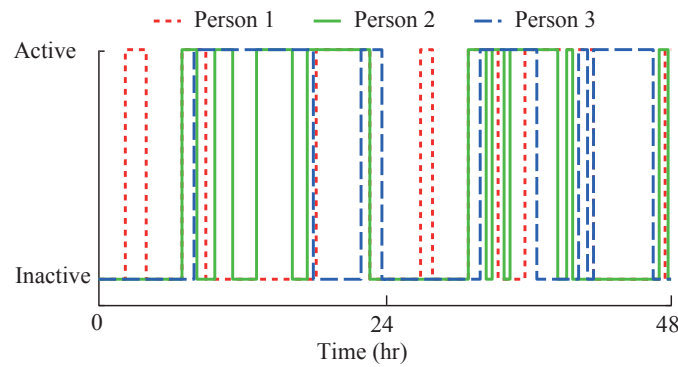 Person 1 Person 2 Person 3
Active
Inactive
0 24 48
Time (hr)